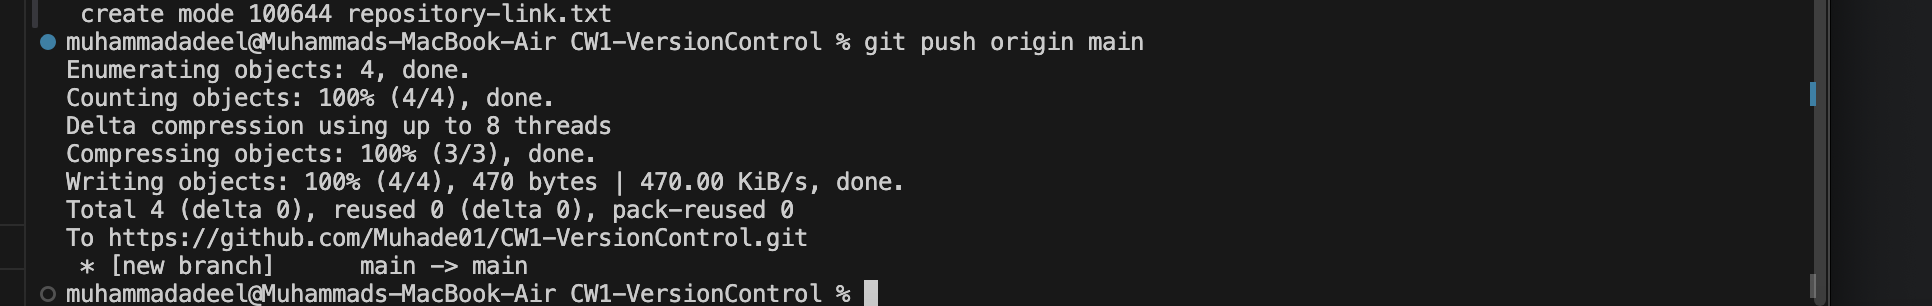 create mode 100644 repository-link.txt
muhammadadeel@Muhammads-MacBook-Air CW1-VersionControl % git push origin main
Enumerating objects: 4, done.
Counting objects: 100% (4/4), done.
Delta compression using up to 8 threads
Compressing objects: 100% (3/3), done.
Writing objects: 100% (4/4), 470 bytes | 470.00 KiB/s, done.
Total 4 (delta 0), reused 0 (delta 0), pack-reused 0
To https://github.com/Muhade01/CW1-VersionControl.git
 * [new branch]      main -> main
muhammadadeel@Muhammads-MacBook-Air CW1-VersionControl %